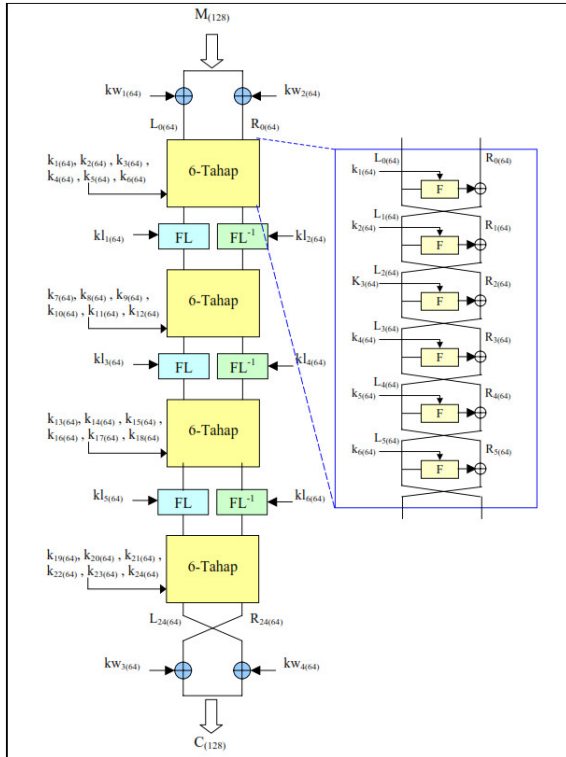 M(128)
kw1(64)
kw2(64)
L0(64)
R0(64)
k1(64), k2(64) , k3(64) ,
k4(64) , k5(64) , k6(64)
6-Tahap
kl1(64)
FL
FL-1
kl2(64)
k7(64), k8(64) , k9(64) ,
k10(64) , k11(64) , k12(64)
6-Tahap
kl3(64)
FL
FL-1
kl4(64)
k13(64), k14(64) , k15(64) ,
k16(64) , k17(64) , k18(64)
6-Tahap
kl5(64)
FL
FL-1
kl6(64)
k19(64), k20(64) , k21(64) ,
k22(64) , k23(64) , k24(64)
6-Tahap
L24(64)
R24(64)
kw3(64)
kw4(64)
C(128)
L0(64)
R0(64)
k1(64)
F
L1(64)
R1(64)
k2(64)
F
L2(64)
R2(64)
K3(64)
F
L3(64)
R3(64)
k4(64)
F
L4(64)
R4(64)
k5(64)
F
L5(64)
R5(64)
k6(64)
F